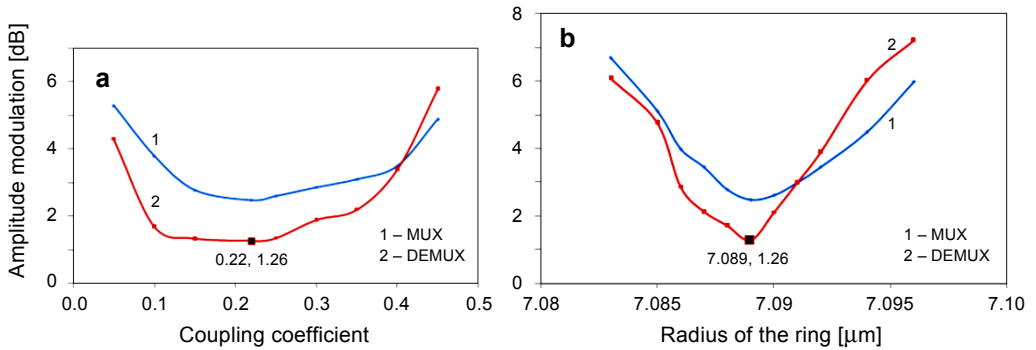 Amplitude modulation [dB]
a
6
4
2
0
1
2
0.22, 1.26
1 – MUX
2 – DEMUX
0.0 0.1 0.2 0.3 0.4 0.5
Coupling coefficient
b
8
6
4
2
0
2
1
7.089, 1.26
1 – MUX
2 – DEMUX
7.08 7.085 7.09 7.095 7.10
Radius of the ring [μm]